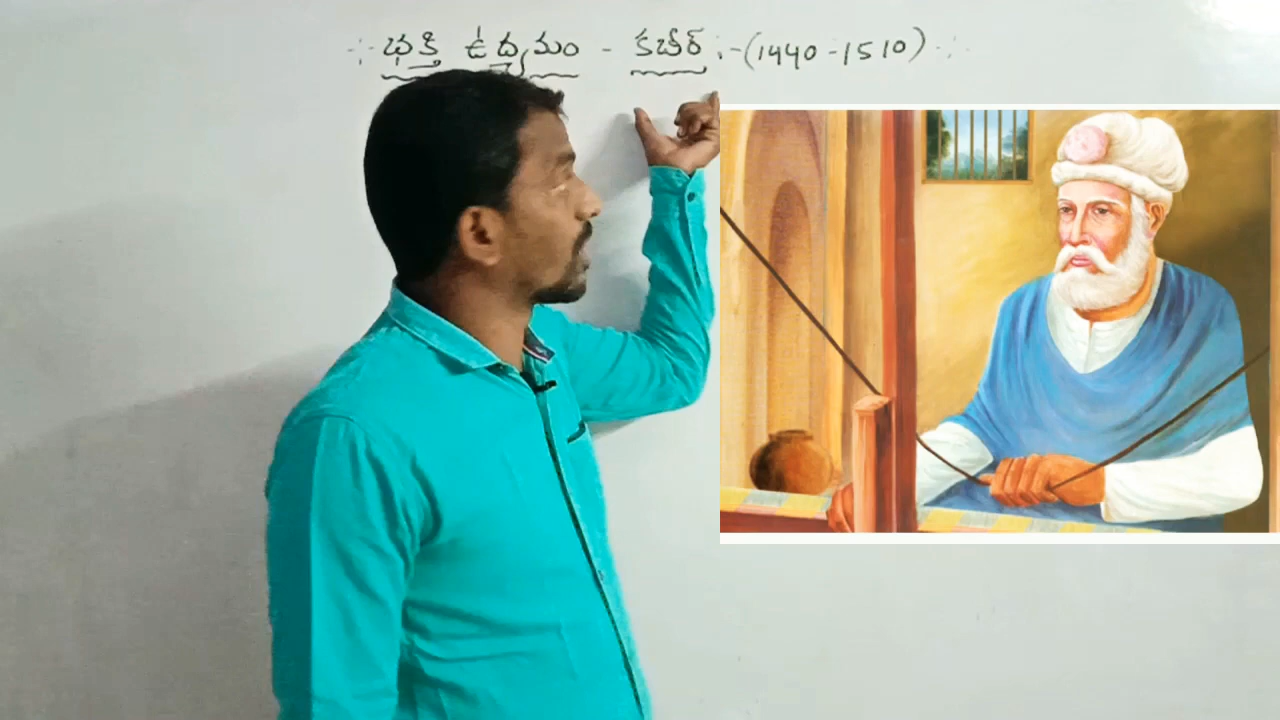 ∴ భక్తి ఉద్యమం - కబీర్ :- (1440 -1510) ∴